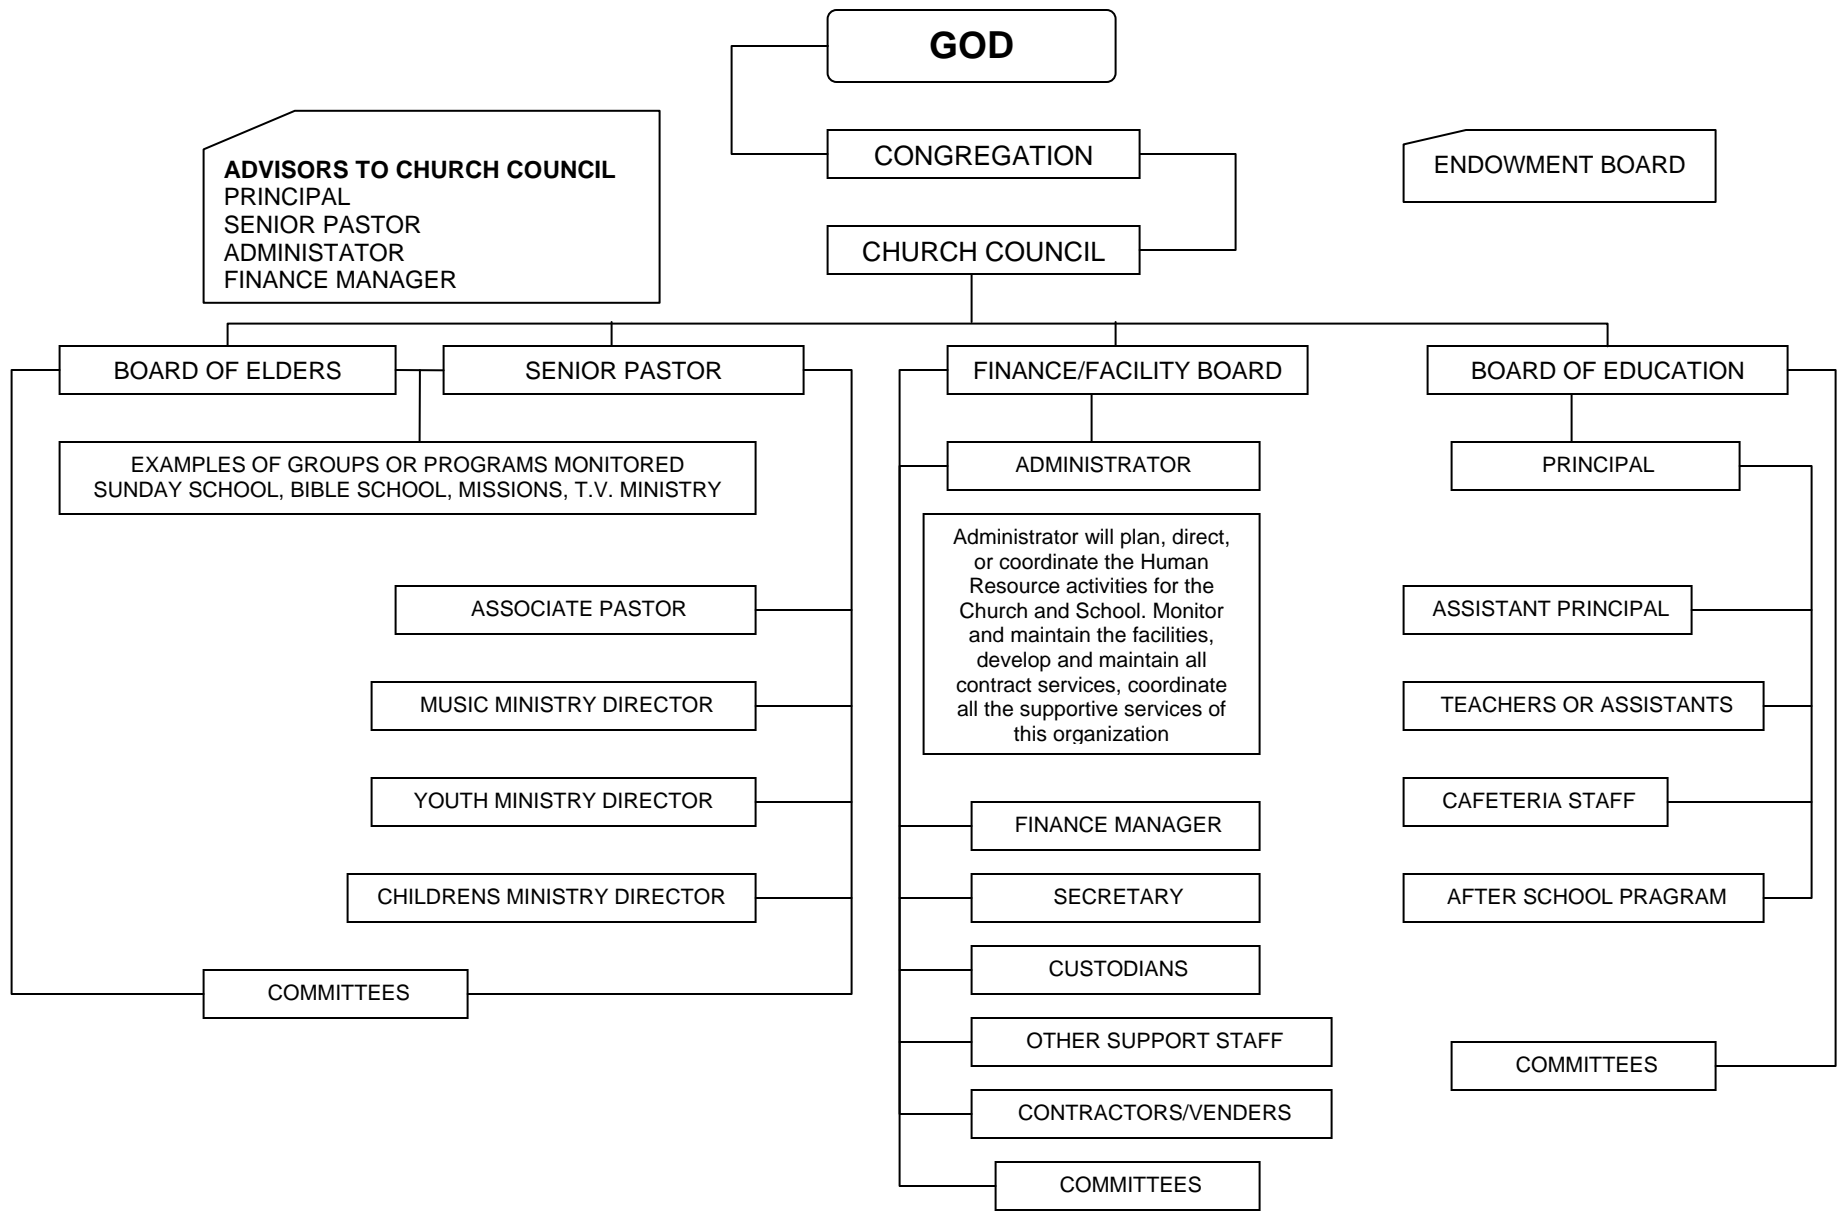 GOD
CONGREGATION
CHURCH COUNCIL
ADVISORS TO CHURCH COUNCIL
PRINCIPAL
SENIOR PASTOR
ADMINISTATOR
FINANCE MANAGER
ENDOWMENT BOARD
BOARD OF ELDERS
SENIOR PASTOR
FINANCE/FACILITY BOARD
BOARD OF EDUCATION
EXAMPLES OF GROUPS OR PROGRAMS MONITORED
SUNDAY SCHOOL, BIBLE SCHOOL, MISSIONS, T.V. MINISTRY
ASSOCIATE PASTOR
MUSIC MINISTRY DIRECTOR
YOUTH MINISTRY DIRECTOR
CHILDRENS MINISTRY DIRECTOR
COMMITTEES
ADMINISTRATOR
Administrator will plan, direct,
or coordinate the Human
Resource activities for the
Church and School. Monitor
and maintain the facilities,
develop and maintain all
contract services, coordinate
all the supportive services of
this organization
FINANCE MANAGER
SECRETARY
CUSTODIANS
OTHER SUPPORT STAFF
CONTRACTORS/VENDERS
COMMITTEES
PRINCIPAL
ASSISTANT PRINCIPAL
TEACHERS OR ASSISTANTS
CAFETERIA STAFF
AFTER SCHOOL PRAGRAM
COMMITTEES